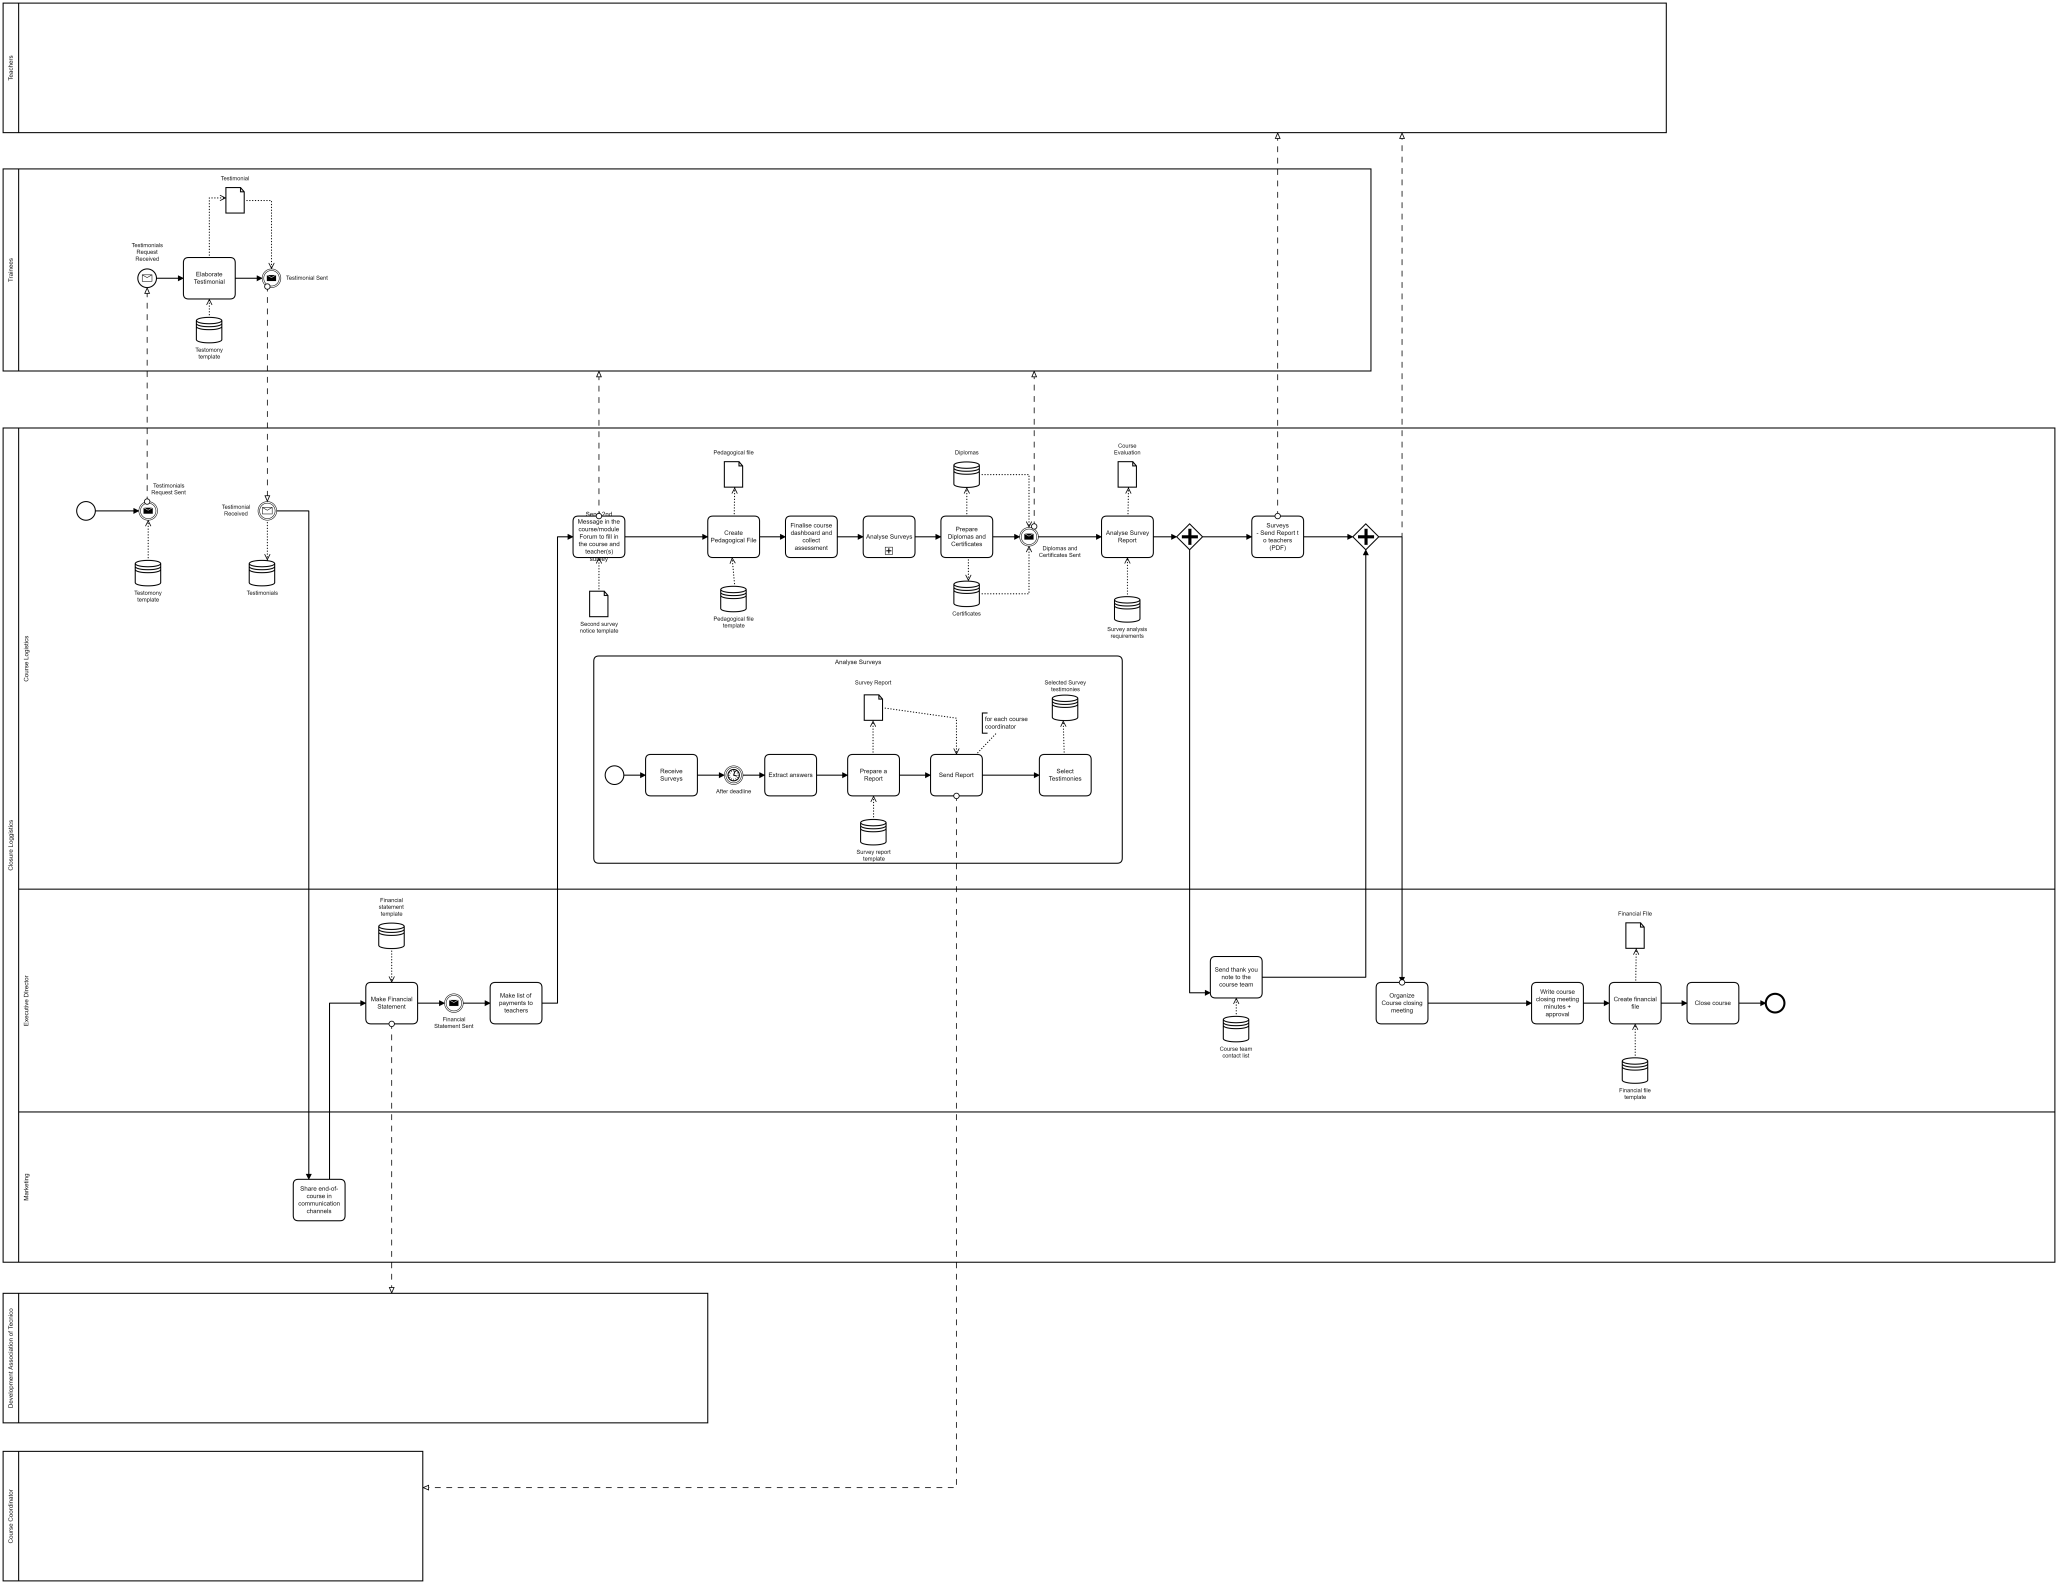 Teachers
Trainees
Testimonial
Testimonials
Request
Received
Elaborate
Testimonial
Testimonial Sent
Testomony
template
Closure Loggistics
Course Logistics
Testimonials
Request Sent
Testomony
template
Testimonial
Received
Testimonials
Send 2nd
Message in the
course/module
Forum to fill in
the course and
teacher(s)
survey
Second survey
notice template
Pedagogical file
Create
Pedagogical File
Pedagogical file
template
Finalise course
dashboard and
collect
assessment
Analyse Surveys
Diplomas
Prepare
Diplomas and
Certificates
Certificates
Diplomas and
Certificates Sent
Course
Evaluation
Analyse Survey
Report
Survey analysis
requirements
Surveys
- Send Report t
o teachers
(PDF)
Analyse Surveys
Receive
Surveys
After deadline
Extract answers
Survey Report
Prepare a
Report
Survey report
template
Send Report
for each course
coordinator
Selected Survey
testimonies
Select
Testimonies
Executive Director
Financial
statement
template
Make Financial
Statement
Financial
Statement Sent
Make list of
payments to
teachers
Send thank you
note to the
course team
Course team
contact list
Organize
Course closing
meeting
Write course
closing meeting
minutes +
approval
Financial FIle
Create financial
file
Financial file
template
Close course
Marketing
Share end-of-
course in
communication
channels
Development Association of Tecnico
Course Coordinator